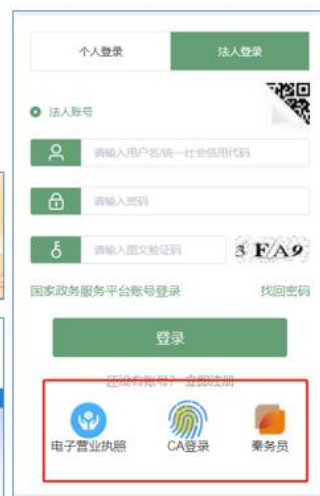 个人登录 法人登录
法人账号
请输入用户名/统一社会信用代码
请输入密码
请输入图文验证码 3 F A 9
国家政务服务平台账号登录 找回密码
登录
还没有账号? 立即注册
电子营业执照 CA登录 秦务员